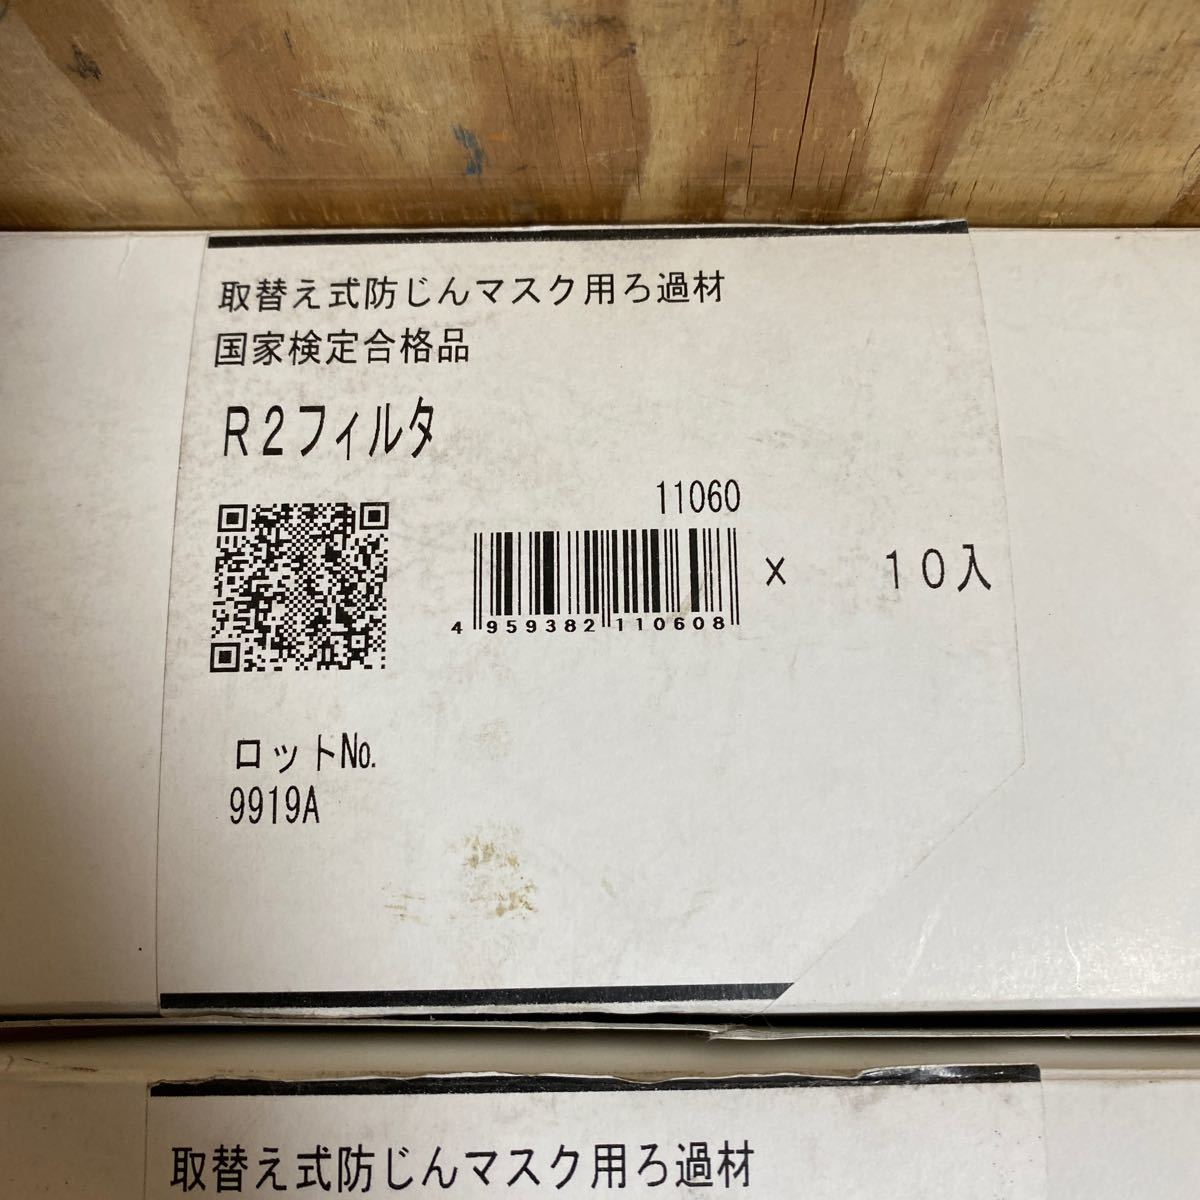 取替え式防じんマスク用ろ過材
国家検定合格品
R2フィルタ
11060
4 959382 110608
×　10入
ロットNo.
9919A
取替え式防じんマスク用ろ過材